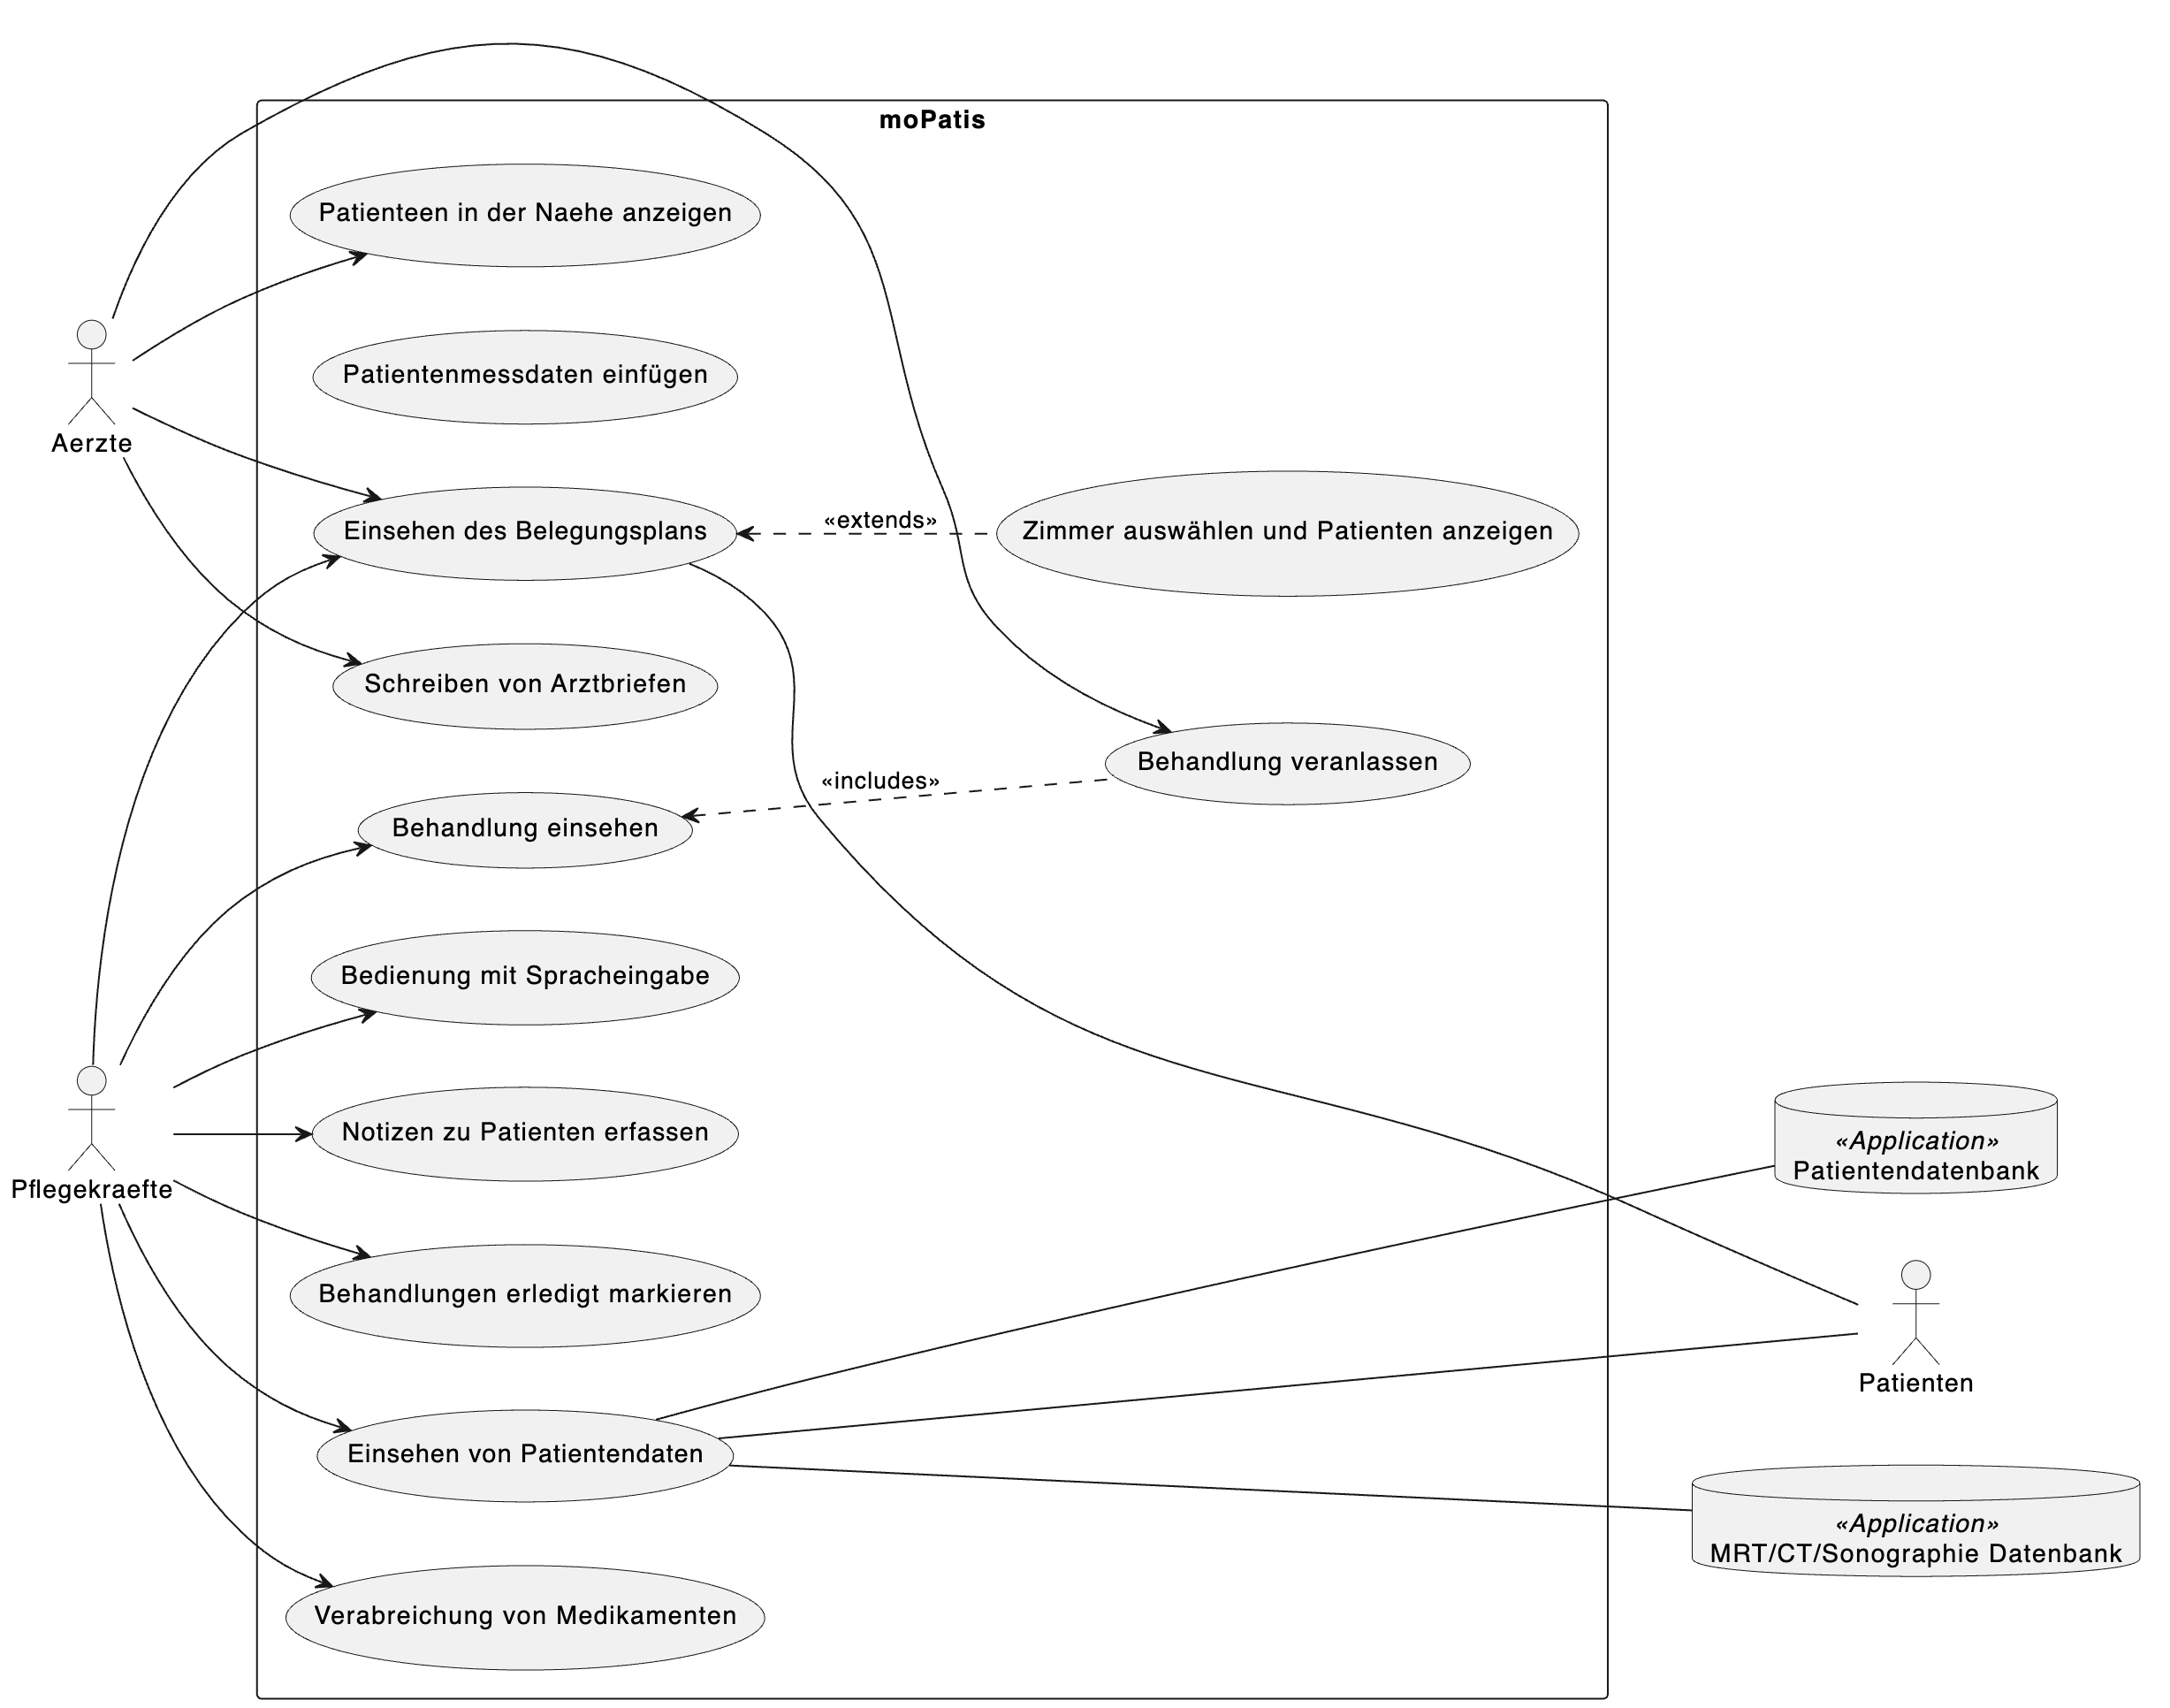 moPatis
Patienteen in der Naehe anzeigen
Patientenmessdaten einfügen
Aerzte
Einsehen des Belegungsplans
«extends»
Zimmer auswählen und Patienten anzeigen
Schreiben von Arztbriefen
Behandlung veranlassen
«includes»
Behandlung einsehen
Bedienung mit Spracheingabe
Notizen zu Patienten erfassen
«Application»
Patientendatenbank
Pflegekraefte
Behandlungen erledigt markieren
Patienten
Einsehen von Patientendaten
«Application»
MRT/CT/Sonographie Datenbank
Verabreichung von Medikamenten